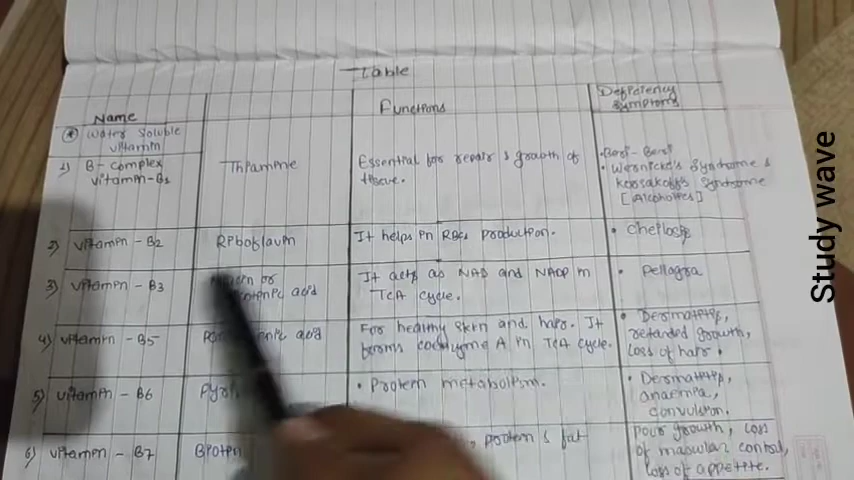 Table
Name
Functions
Deficiency
Symptoms
* Water Soluble
vitamin
1) B-complex
vitamin-B1
Thiamine
Essential for repair & growth of
tissue.
• Beri-Beri
• Wernicke's Syndrome &
Korsakoff's Syndrome
[Alcoholics]
2) vitamin-B2
Riboflavin
It helps in RBCs production.
• Cheilosis
3) vitamin-B3
or
acid
It acts as NAD and NADP in
TCA cycle.
• Pellagra
4) vitamin-B5
acid
For healthy skin and hair. It
forms coenzyme A in TCA cycle.
• Dermatitis,
retarded growth,
loss of hair.
5) vitamin-B6
• Protein metabolism.
• Dermatitis,
anaemia,
convulsion.
6) vitamin-B7
Biotin
, protein & fat
poor growth, loss
of mascular control,
loss of appetite.
Study wave